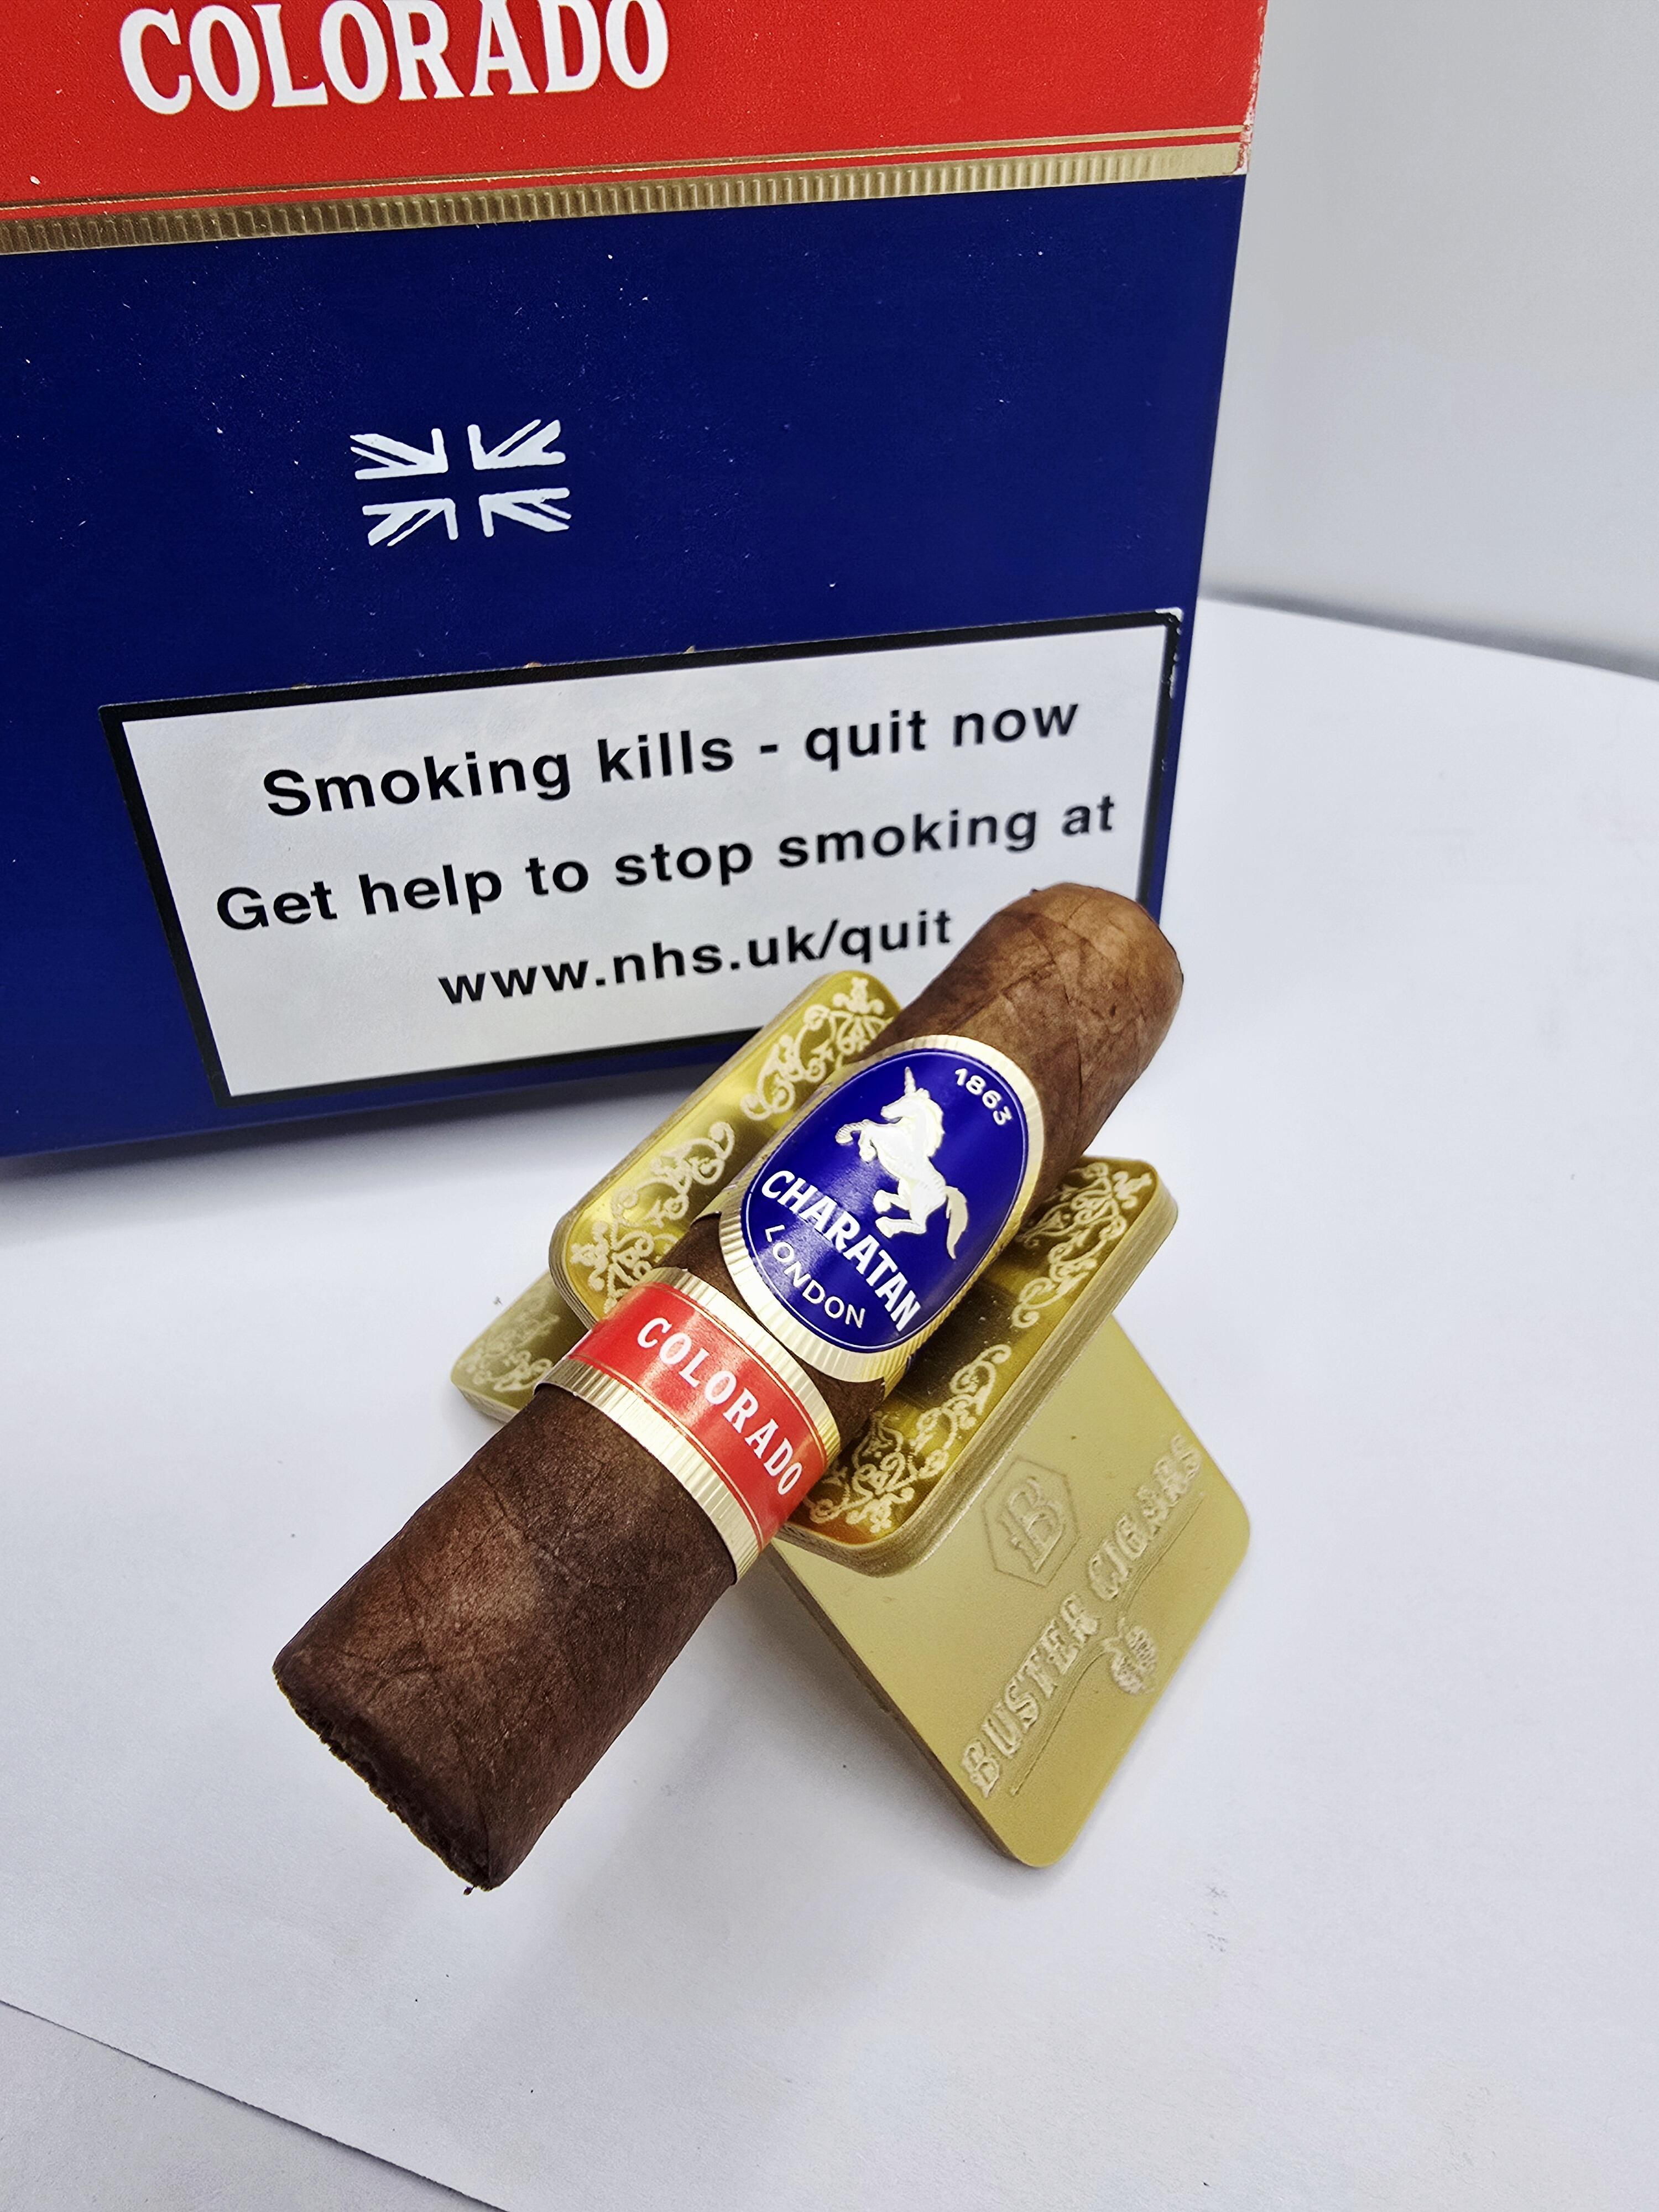 COLORADO
Smoking kills - quit now
Get help to stop smoking at
www.nhs.uk/quit
1863
CHARATAN
LONDON
COLORADO
B
BUSTER CIGARS